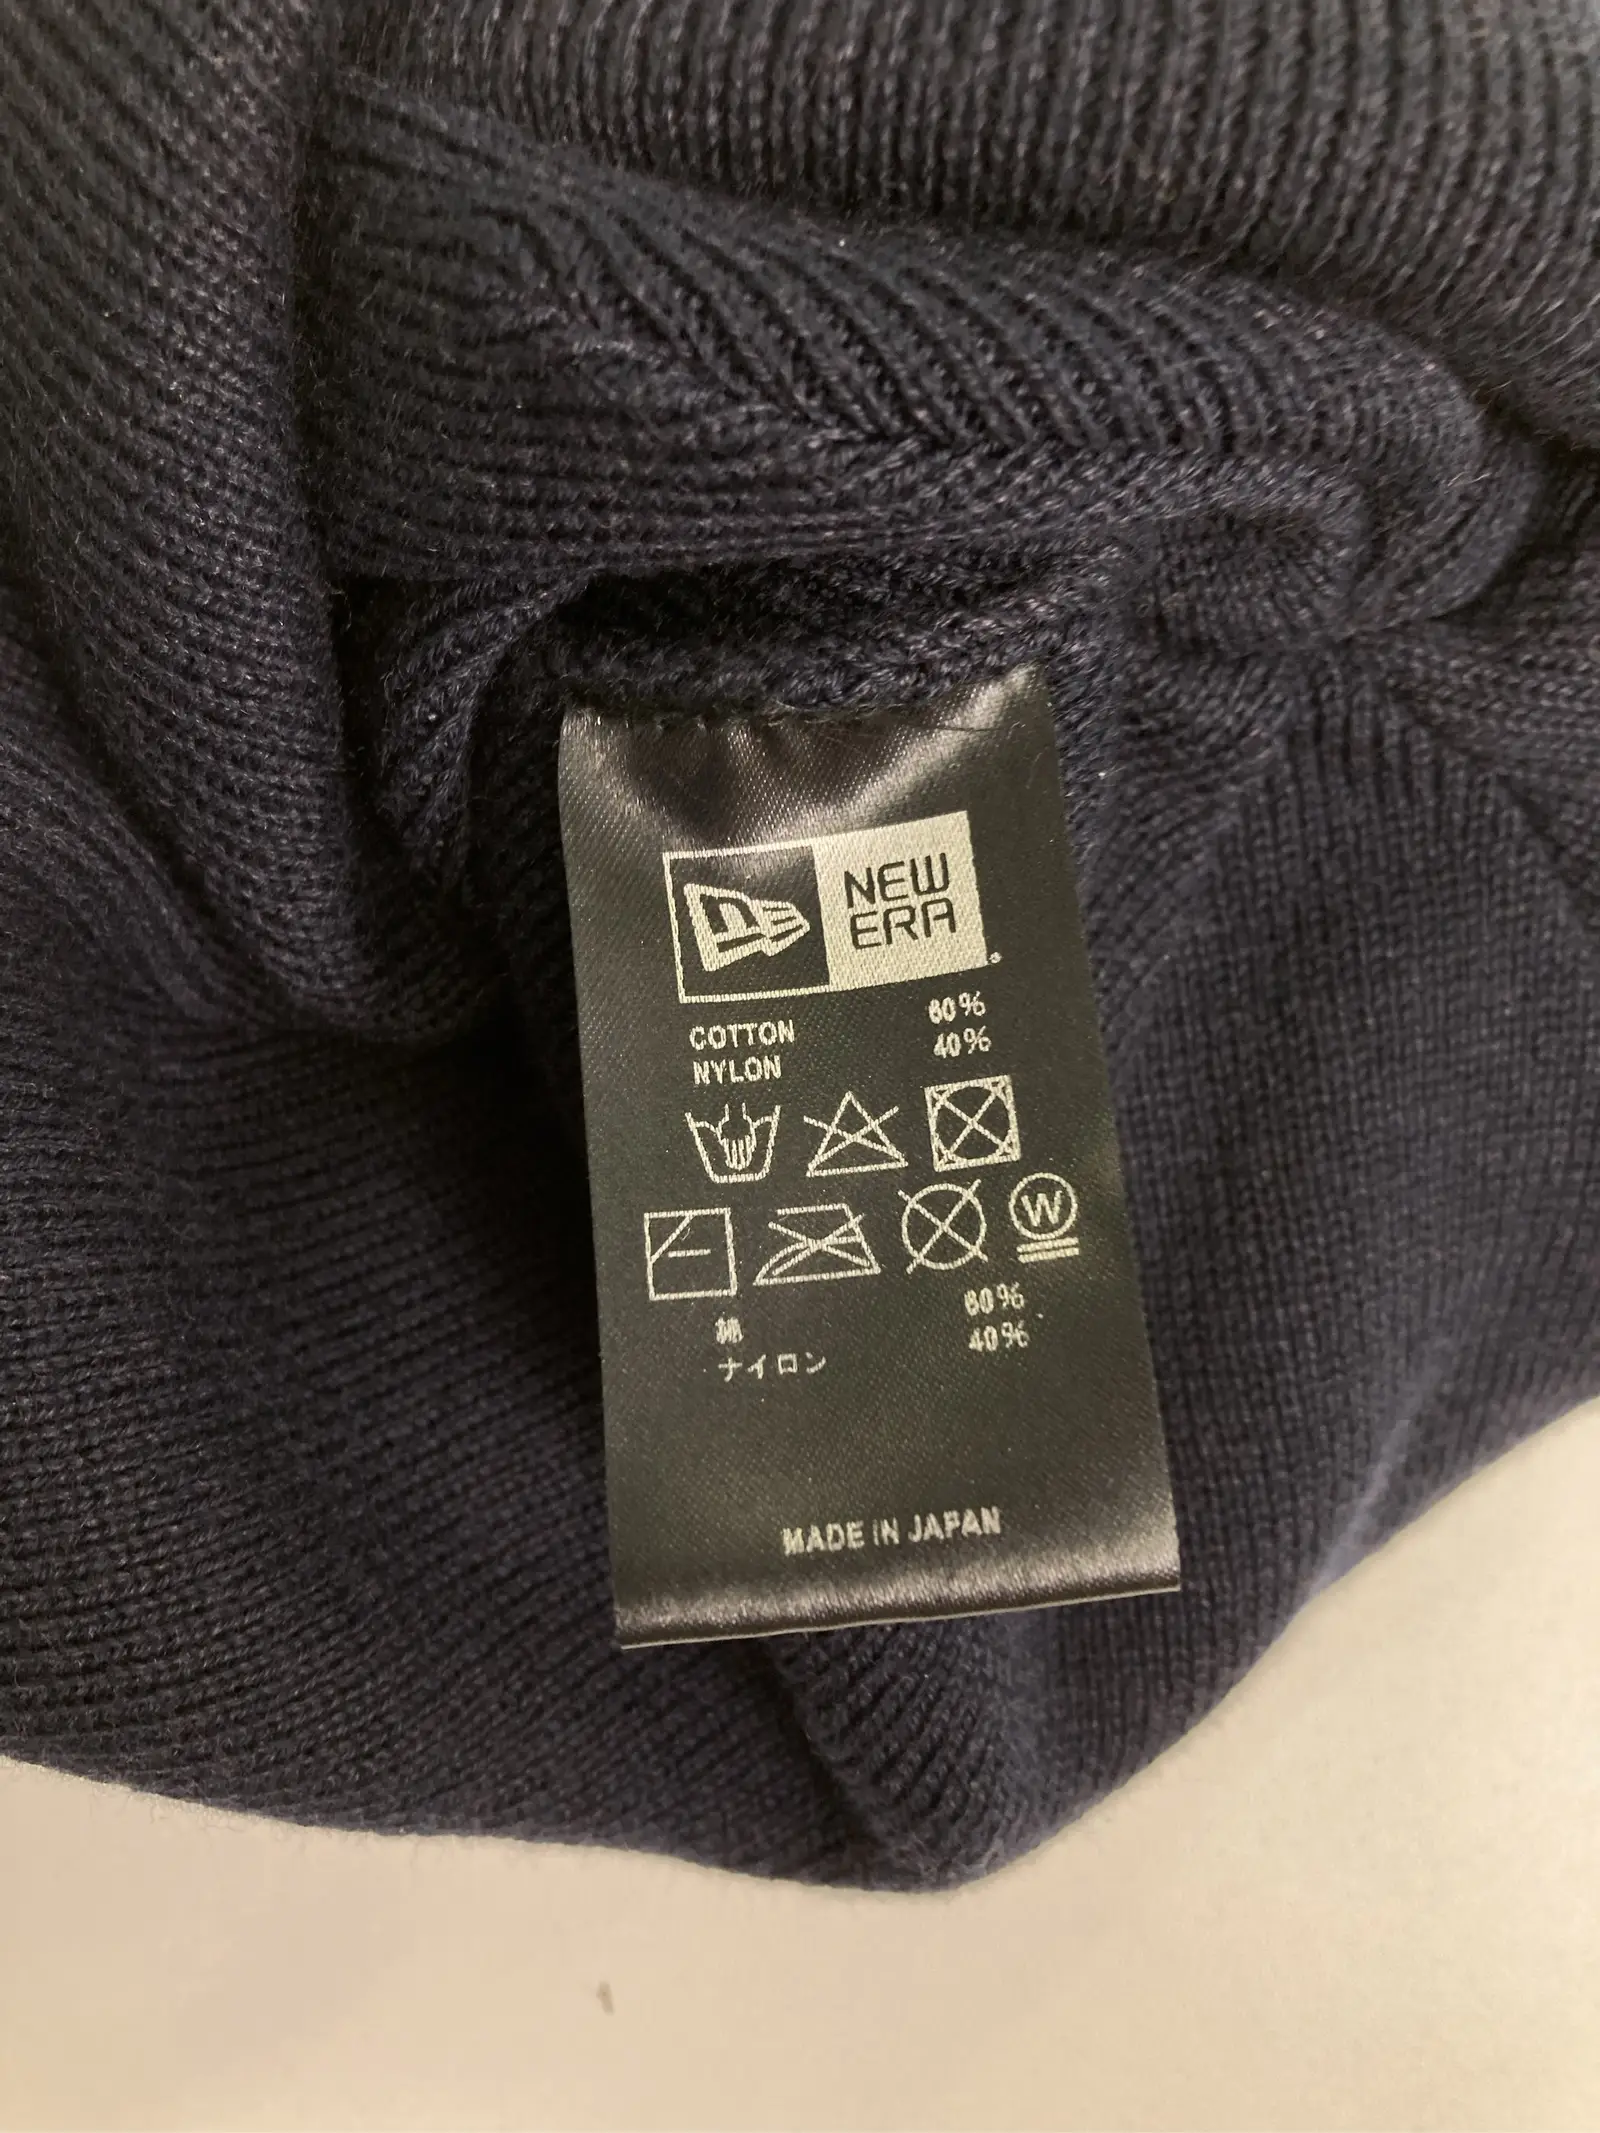 NEW
ERA
COTTON 60%
NYLON 40%
W
綿 60%
ナイロン 40%
MADE IN JAPAN